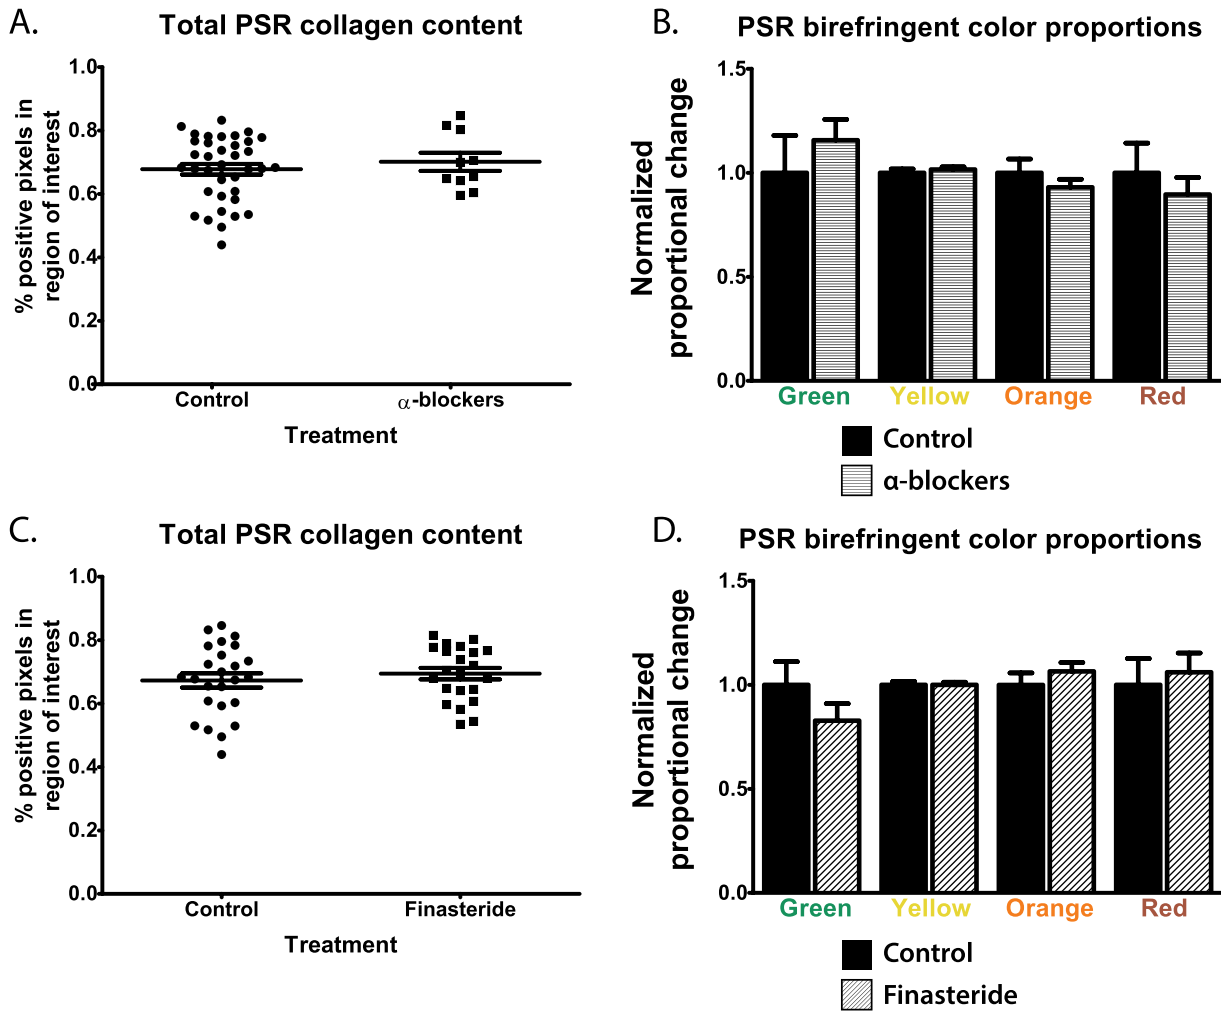 A.
Total PSR collagen content
% positive pixels in
region of interest
1.0
0.8
0.6
0.4
0.2
0.0
Control
α-blockers
Treatment
B.
PSR birefringent color proportions
Normalized
proportional change
1.5
1.0
0.5
0.0
Green
Yellow
Orange
Red
Control
α-blockers
C.
Total PSR collagen content
% positive pixels in
region of interest
1.0
0.8
0.6
0.4
0.2
0.0
Control
Finasteride
Treatment
D.
PSR birefringent color proportions
Normalized
proportional change
1.5
1.0
0.5
0.0
Green
Yellow
Orange
Red
Control
Finasteride